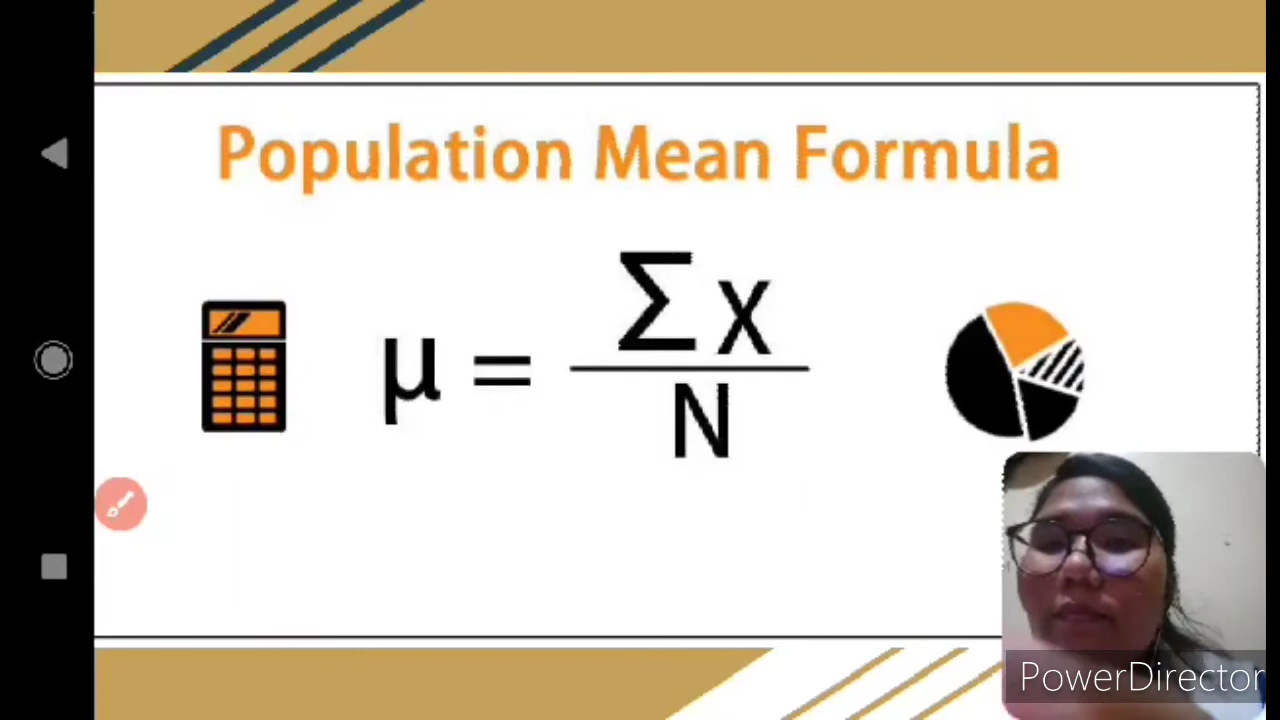 Population Mean Formula
μ = Σx
N
PowerDirector